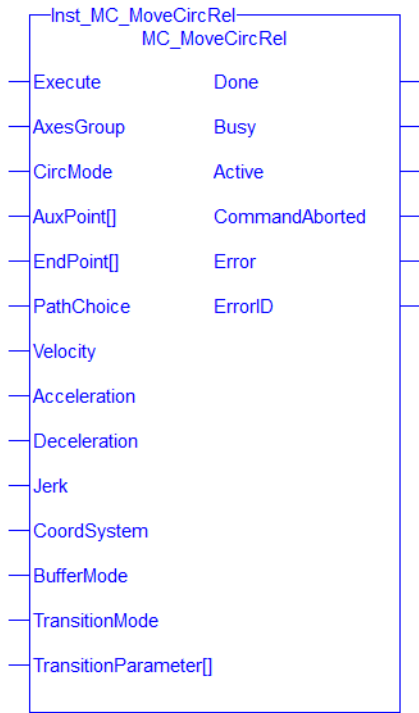 Inst_MC_MoveCircRel
MC_MoveCircRel
Execute Done
AxesGroup Busy
CircMode Active
AuxPoint[] CommandAborted
EndPoint[] Error
PathChoice ErrorID
Velocity
Acceleration
Deceleration
Jerk
CoordSystem
BufferMode
TransitionMode
TransitionParameter[]